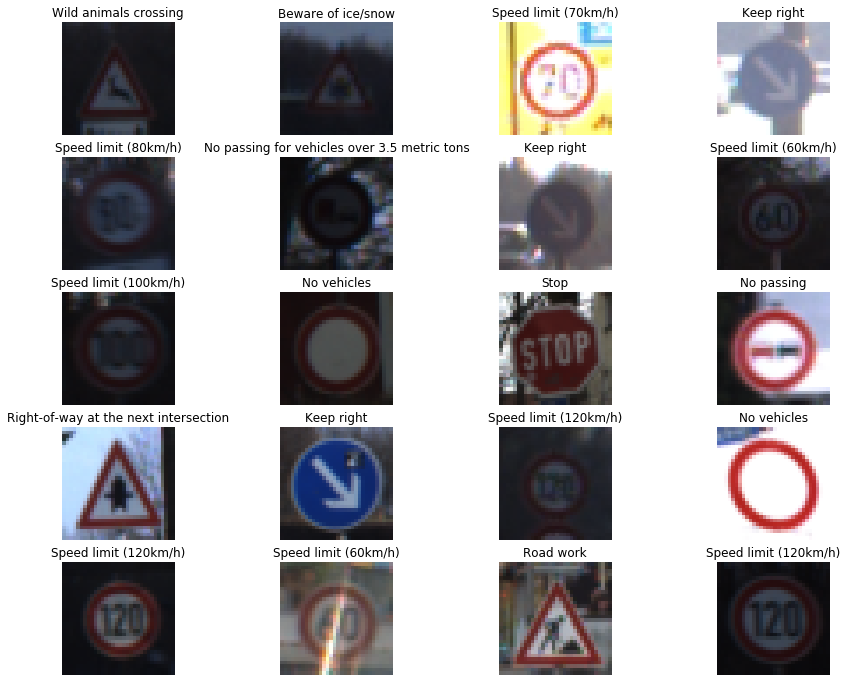 Wild animals crossing
Beware of ice/snow
Speed limit (70km/h)
Keep right
70
Speed limit (80km/h)
No passing for vehicles over 3.5 metric tons
Keep right
Speed limit (60km/h)
80
60
Speed limit (100km/h)
No vehicles
Stop
No passing
100
STOP
Right-of-way at the next intersection
Keep right
Speed limit (120km/h)
No vehicles
120
Speed limit (120km/h)
Speed limit (60km/h)
Road work
Speed limit (120km/h)
120
60
120